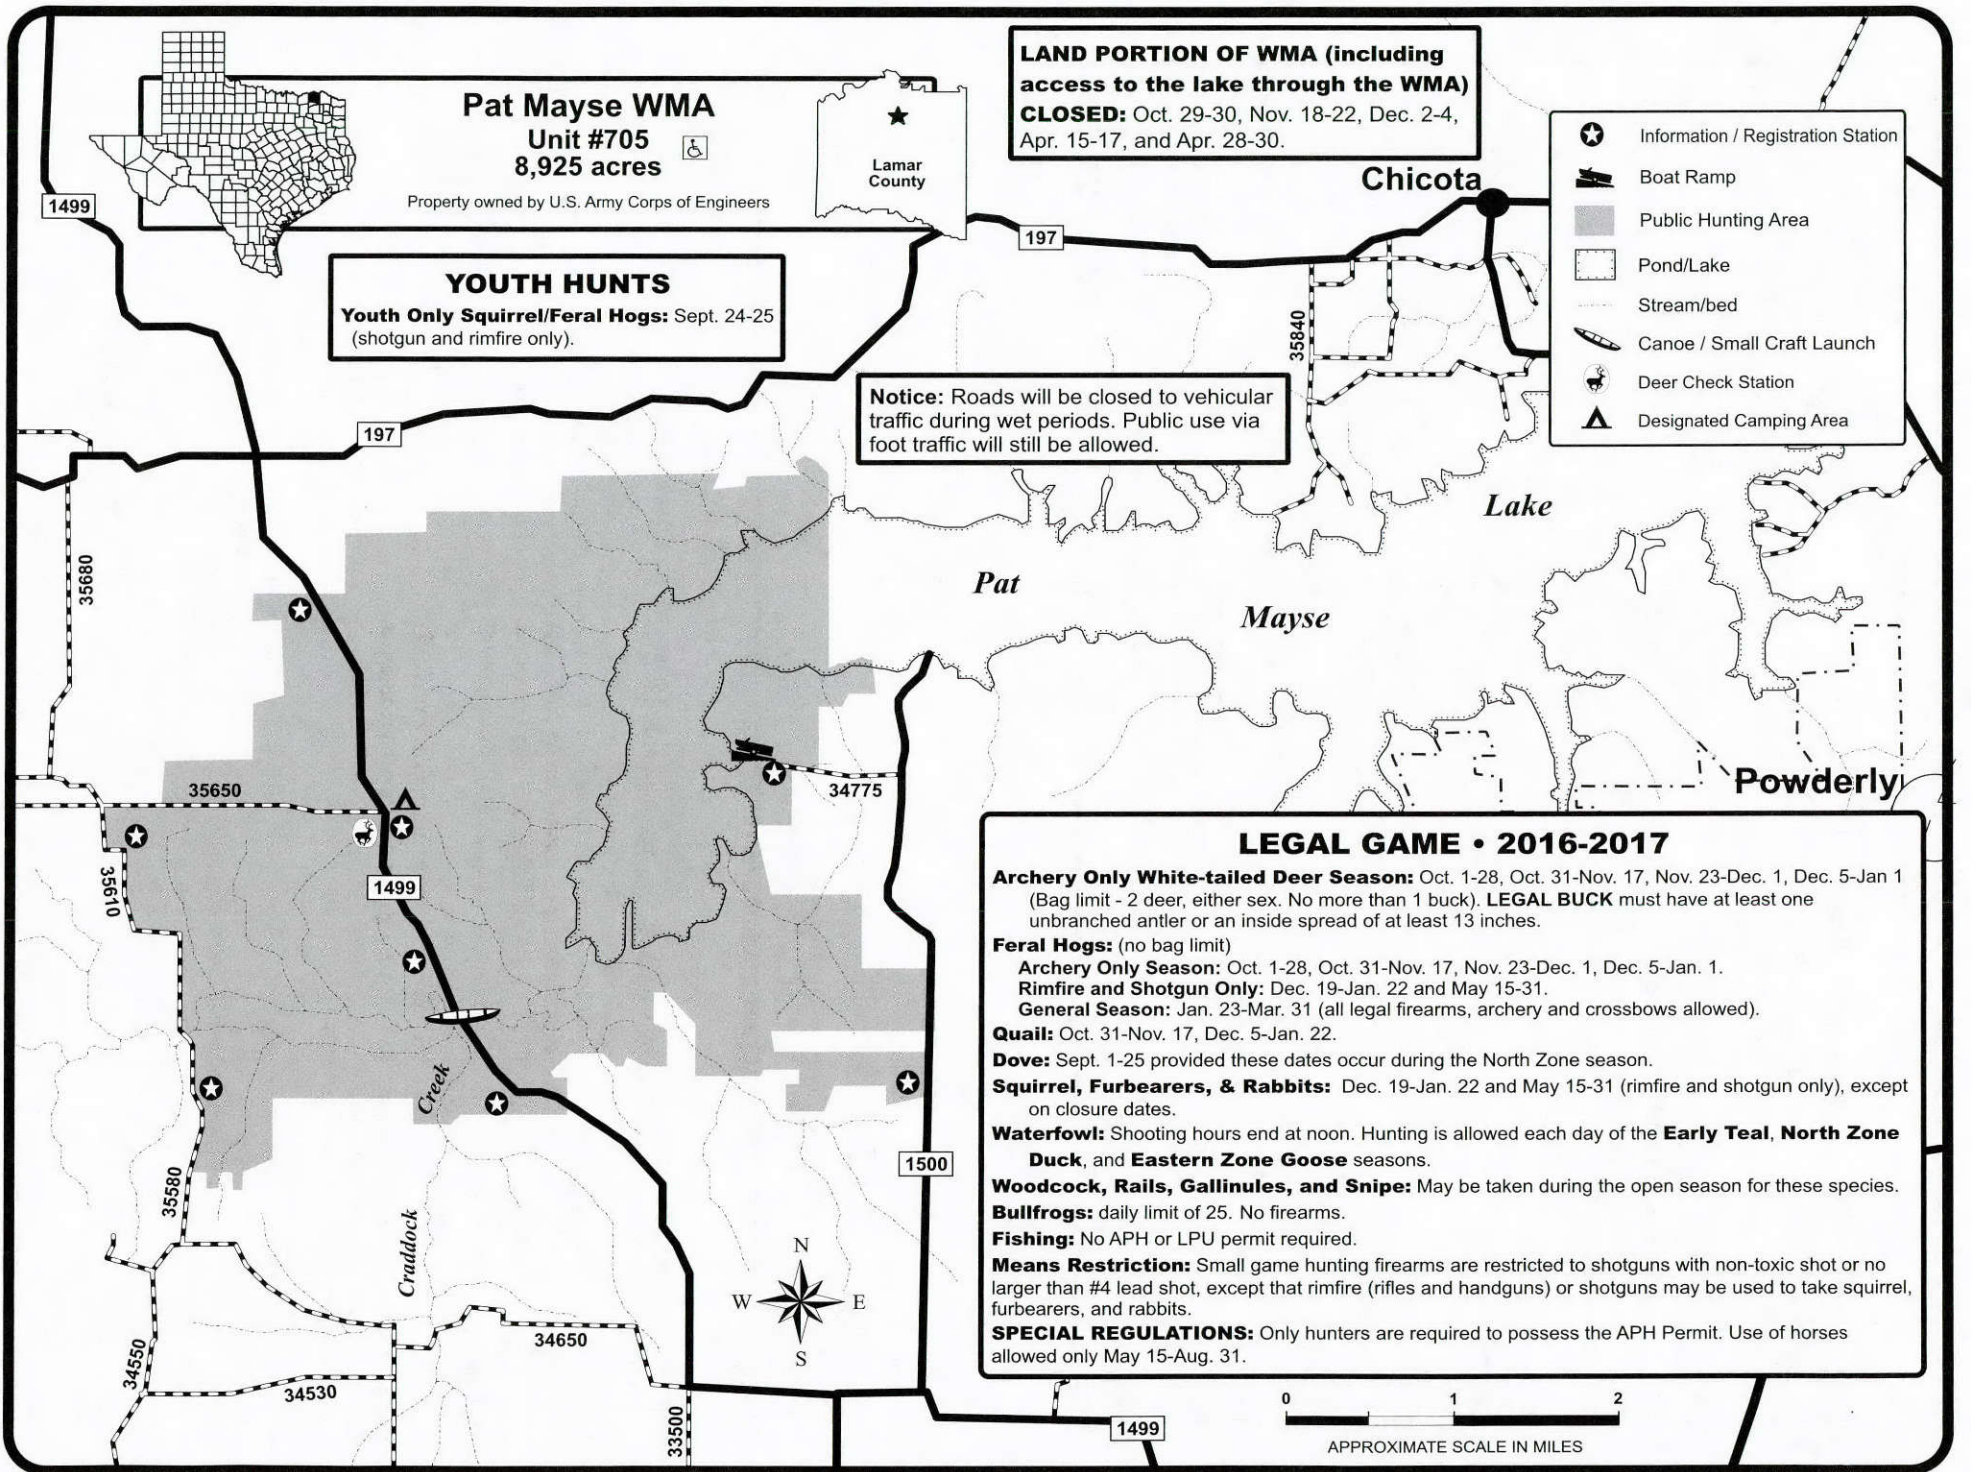 Pat Mayse WMA
Unit #705
8,925 acres
Property owned by U.S. Army Corps of Engineers
Lamar
County
LAND PORTION OF WMA (including
access to the lake through the WMA)
CLOSED: Oct. 29-30, Nov. 18-22, Dec. 2-4,
Apr. 15-17, and Apr. 28-30.
Information / Registration Station
Boat Ramp
Public Hunting Area
Pond/Lake
Stream/bed
Canoe / Small Craft Launch
Deer Check Station
Designated Camping Area
YOUTH HUNTS
Youth Only Squirrel/Feral Hogs: Sept. 24-25
(shotgun and rimfire only).
Notice: Roads will be closed to vehicular
traffic during wet periods. Public use via
foot traffic will still be allowed.
Chicota
1499
197
197
35840
35680
Lake
Pat
Mayse
Powderly
35650
34775
35610
1499
Creek
Craddock
35580
1500
34550
34530
34650
33500
1499
N
W
E
S
LEGAL GAME • 2016-2017
Archery Only White-tailed Deer Season: Oct. 1-28, Oct. 31-Nov. 17, Nov. 23-Dec. 1, Dec. 5-Jan 1
(Bag limit - 2 deer, either sex. No more than 1 buck). LEGAL BUCK must have at least one
unbranched antler or an inside spread of at least 13 inches.
Feral Hogs: (no bag limit)
Archery Only Season: Oct. 1-28, Oct. 31-Nov. 17, Nov. 23-Dec. 1, Dec. 5-Jan. 1.
Rimfire and Shotgun Only: Dec. 19-Jan. 22 and May 15-31.
General Season: Jan. 23-Mar. 31 (all legal firearms, archery and crossbows allowed).
Quail: Oct. 31-Nov. 17, Dec. 5-Jan. 22.
Dove: Sept. 1-25 provided these dates occur during the North Zone season.
Squirrel, Furbearers, & Rabbits: Dec. 19-Jan. 22 and May 15-31 (rimfire and shotgun only), except
on closure dates.
Waterfowl: Shooting hours end at noon. Hunting is allowed each day of the Early Teal, North Zone
Duck, and Eastern Zone Goose seasons.
Woodcock, Rails, Gallinules, and Snipe: May be taken during the open season for these species.
Bullfrogs: daily limit of 25. No firearms.
Fishing: No APH or LPU permit required.
Means Restriction: Small game hunting firearms are restricted to shotguns with non-toxic shot or no
larger than #4 lead shot, except that rimfire (rifles and handguns) or shotguns may be used to take squirrel,
furbearers, and rabbits.
SPECIAL REGULATIONS: Only hunters are required to possess the APH Permit. Use of horses
allowed only May 15-Aug. 31.
0 1 2
APPROXIMATE SCALE IN MILES